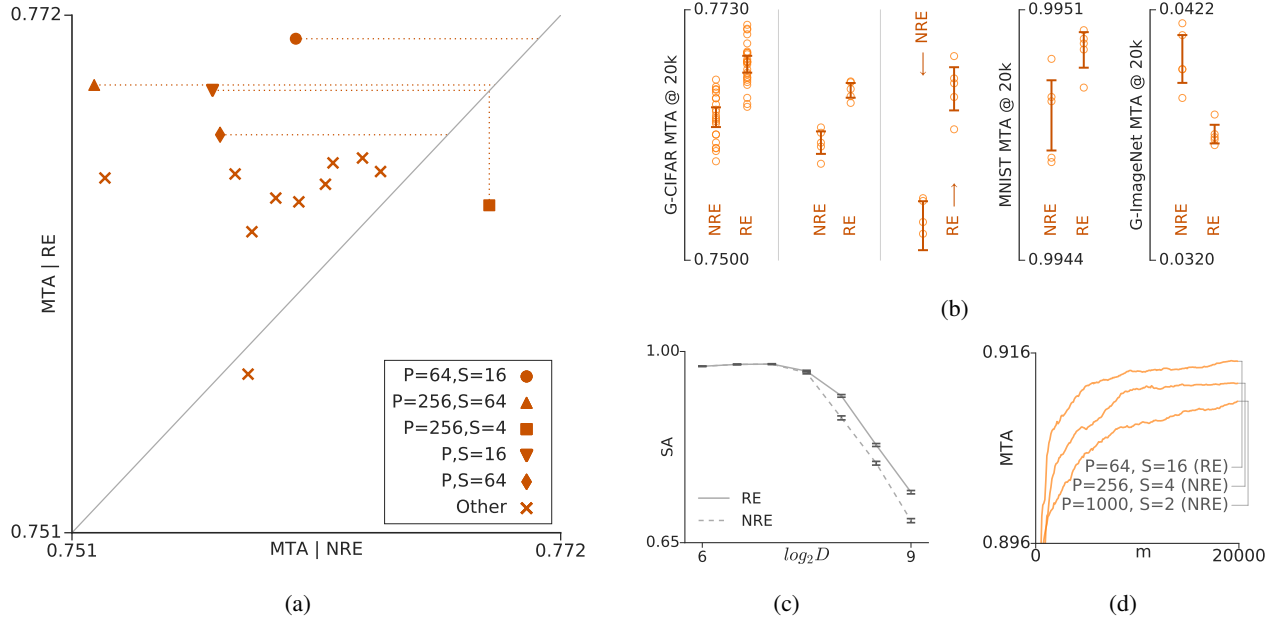 0.772
MTA | RE
0.751
0.751
MTA | NRE
0.772
P=64,S=16
P=256,S=64
P=256,S=4
P,S=16
P,S=64
Other
(a)
0.7730
G-CIFAR MTA @ 20k
0.7500
NRE
RE
NRE
RE
NRE
←
RE
→
0.9951
MNIST MTA @ 20k
0.9944
NRE
RE
0.0422
G-ImageNet MTA @ 20k
0.0320
NRE
RE
(b)
1.00
SA
0.65
RE
NRE
6
log₂D
9
(c)
0.916
MTA
0.896
P=64, S=16 (RE)
P=256, S=4 (NRE)
P=1000, S=2 (NRE)
0
m
20000
(d)